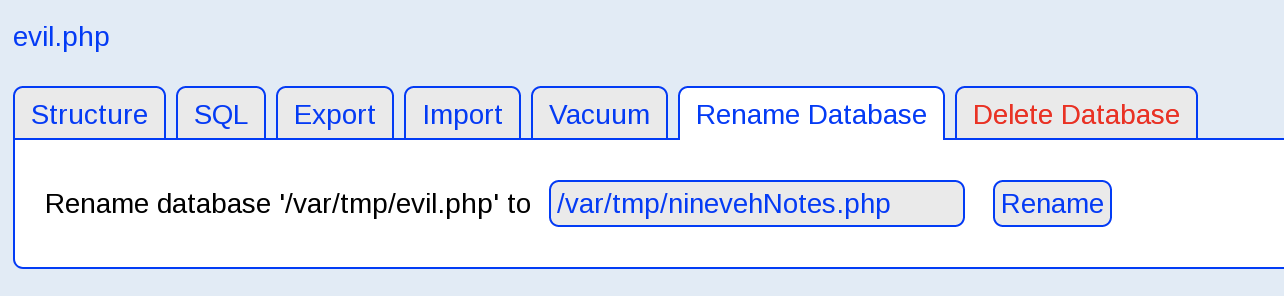 evil.php
Structure SQL Export Import Vacuum Rename Database Delete Database
Rename database '/var/tmp/evil.php' to /var/tmp/ninevehNotes.php Rename